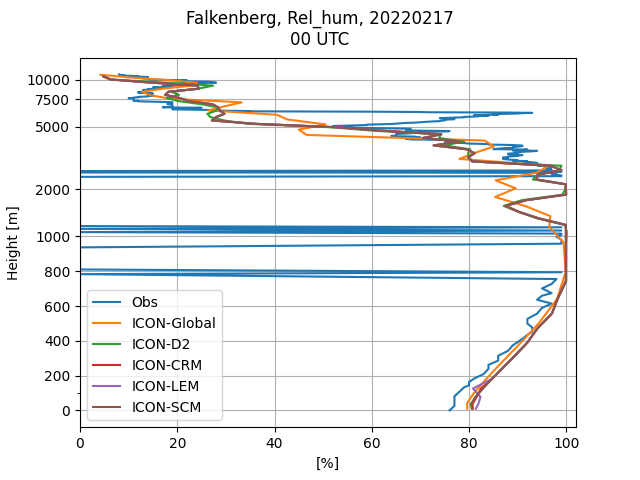 Falkenberg, Rel_hum, 20220217
00 UTC
10000
7500
5000
2000
1000
800
600
400
200
0
Height [m]
Obs
ICON-Global
ICON-D2
ICON-CRM
ICON-LEM
ICON-SCM
0
20
40
60
80
100
[%]